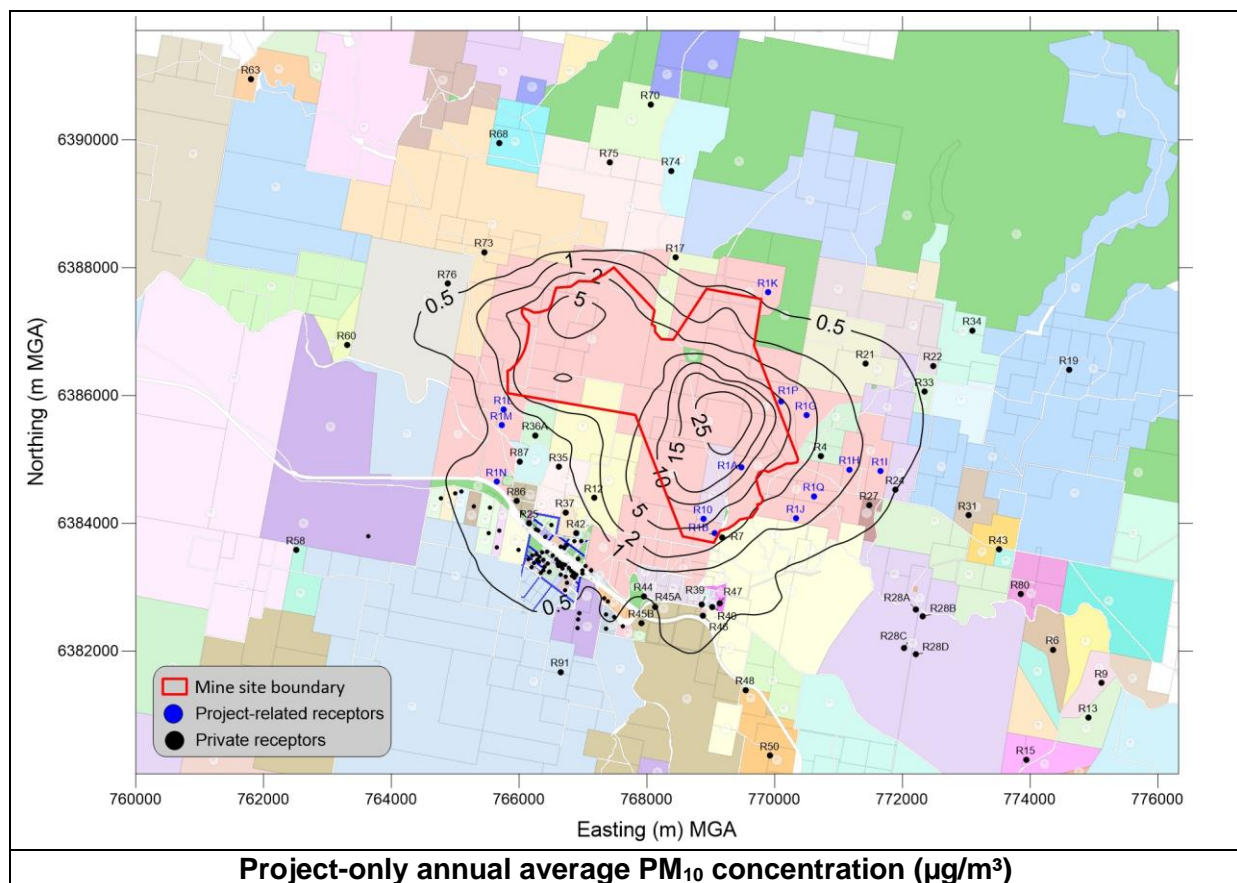 R63
R70
6390000
R68
R75
R74
6388000
R73
R17
R76
1
2
0.5
5
R1K
0.5
R34
R60
1
2
5
R21
R22
R19
R33
6386000
R1L
R1P
R1G
R1M
R36A
25
15
10
R4
R87
R35
R1A
R1H
R1I
R1N
R12
R24
R86
R1Q
R27
6384000
R25
R37
R10
R1J
R31
R42
R1B
R7
5
2
1
R58
R43
0.5
R44
R45A
R39
R47
R40
R45B
R46
R28A
R28B
R80
6382000
R91
R28C
R28D
R6
R9
R48
R13
R50
R15
Mine site boundary
Project-related receptors
Private receptors
760000 762000 764000 766000 768000 770000 772000 774000 776000
Northing (m MGA)
Easting (m) MGA
Project-only annual average PM₁₀ concentration (µg/m³)